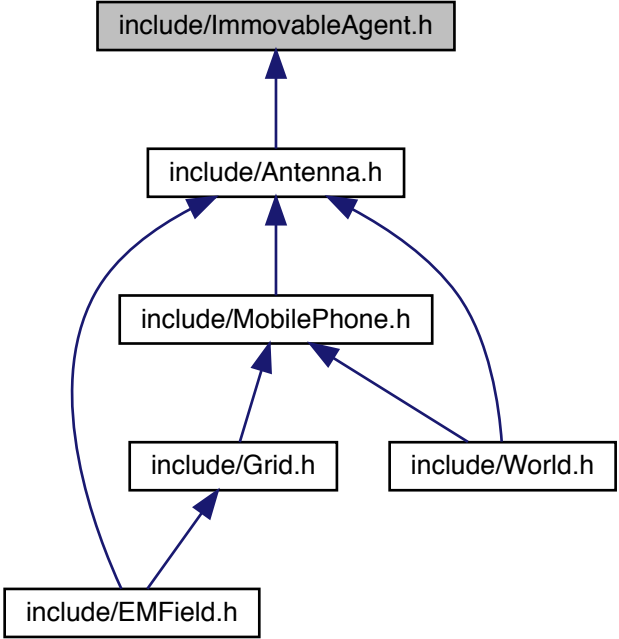 include/ImmovableAgent.h
include/Antenna.h
include/MobilePhone.h
include/Grid.h
include/World.h
include/EMField.h